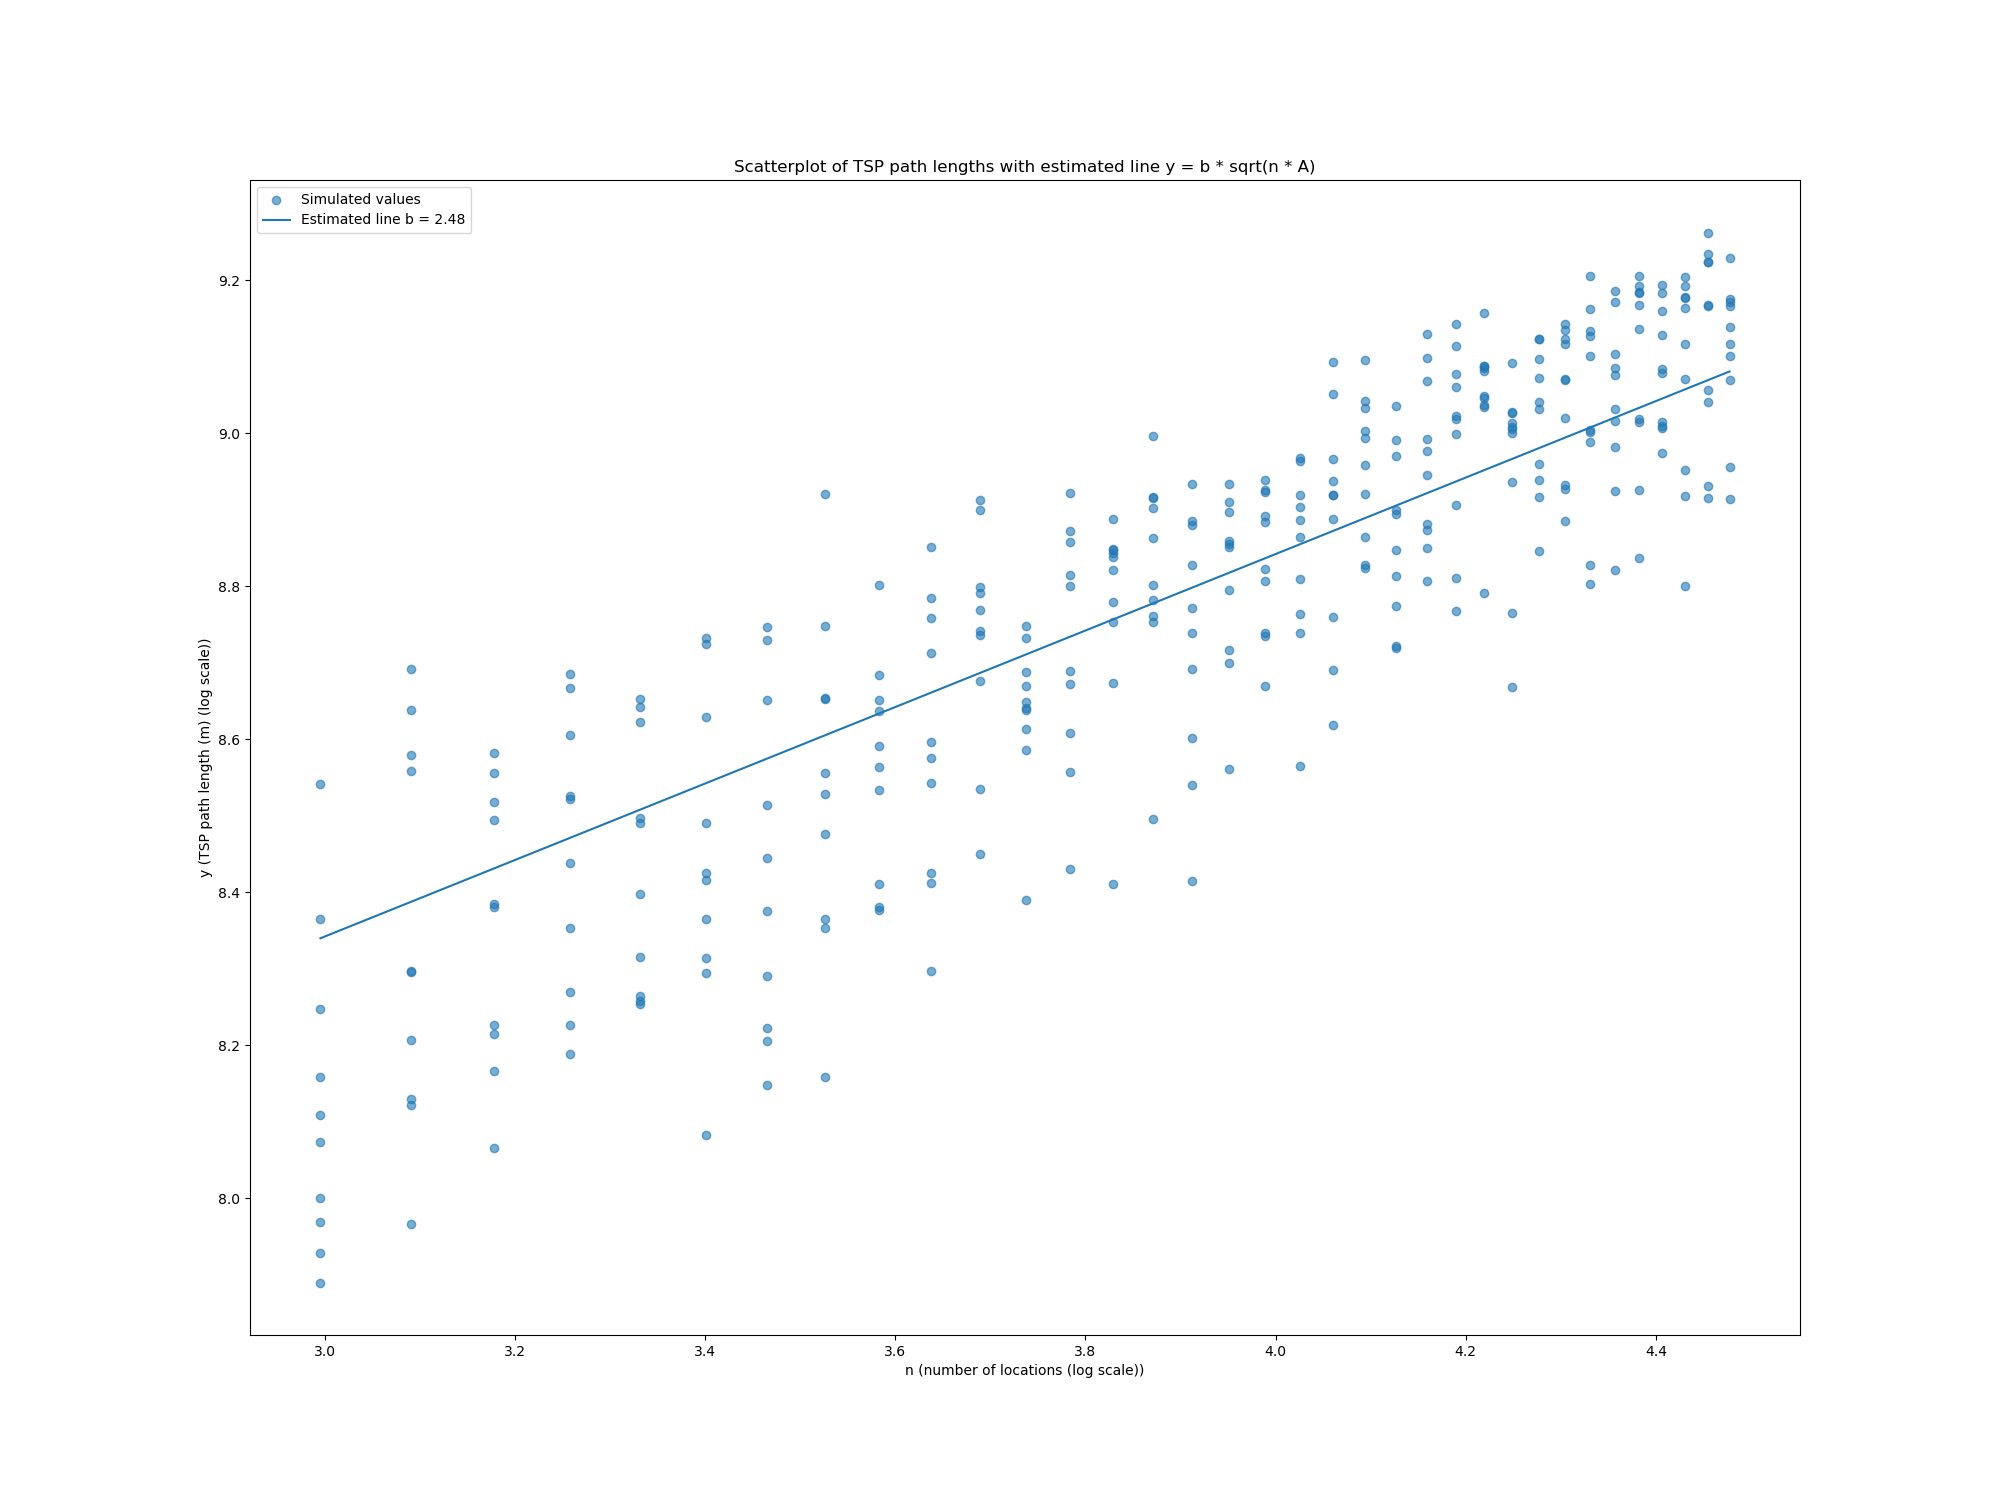 Scatterplot of TSP path lengths with estimated line y = b * sqrt(n * A)
Simulated values
Estimated line b = 2.48
y (TSP path length (m) (log scale))
9.2
9.0
8.8
8.6
8.4
8.2
8.0
3.0 3.2 3.4 3.6 3.8 4.0 4.2 4.4
n (number of locations (log scale))